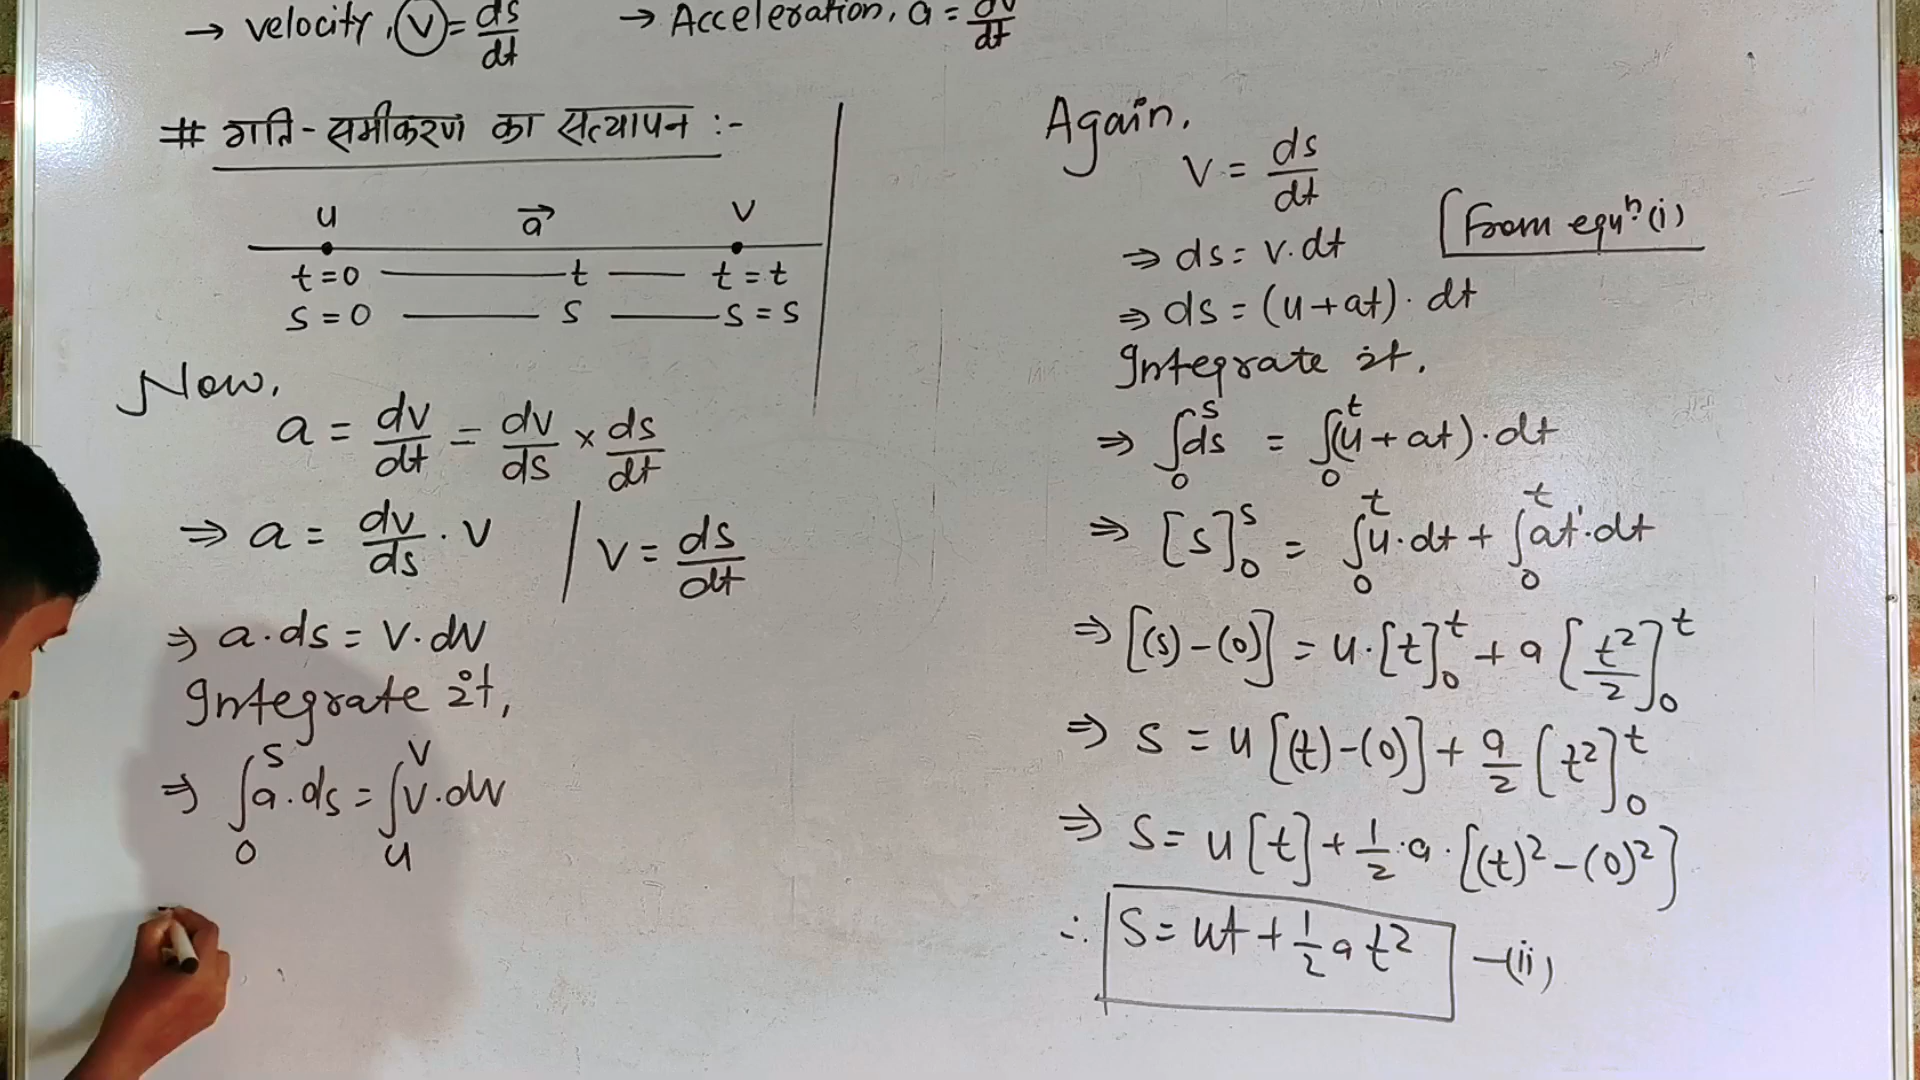 → velocity, v = ds/dt → Acceleration, a = dv/dt
# गति - समीकरण का सत्यापन :-
u a⃗ v
t=0 t t=t
S=0 S S=S
Now,
a = dv/dt = dv/ds × ds/dt
⇒ a = dv/ds . v | v = ds/dt
⇒ a.ds = v.dv
Integrate it,
⇒ ∫₀ˢ a.ds = ∫ᵤᵛ v.dv
Again,
v = ds/dt
⇒ ds = v.dt [From equⁿ.(i)
⇒ ds = (u+at). dt
Integrate it.
⇒ ∫₀ˢ ds = ∫₀ᵗ (u+at).dt
⇒ [s]₀ˢ = ∫₀ᵗ u.dt + ∫₀ᵗ at¹.dt
⇒ [(s)-(0)] = u.[t]₀ᵗ + a [t²/2]₀ᵗ
⇒ S = u [(t)-(0)] + a/2 [t²]₀ᵗ
⇒ S = u[t] + 1/2 .a. [(t)² - (0)²]
∴ S = ut + 1/2 at² —(ii)